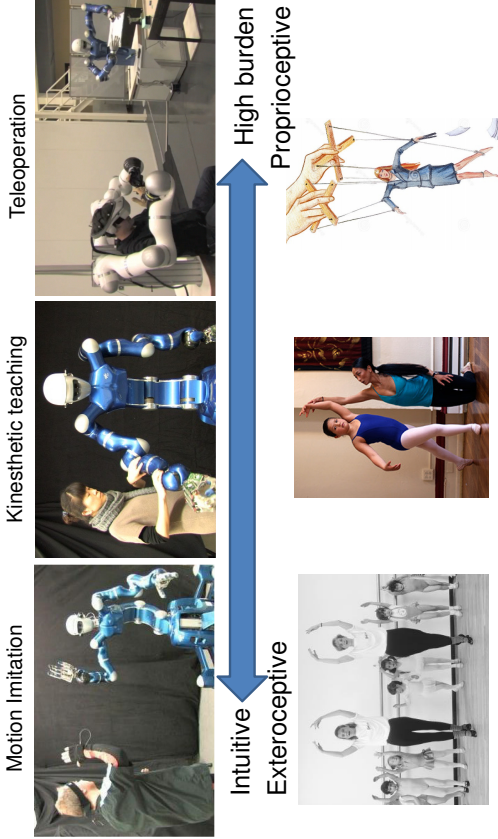 Motion Imitation
Kinesthetic teaching
Teleoperation
Intuitive
High burden
Exteroceptive
Proprioceptive